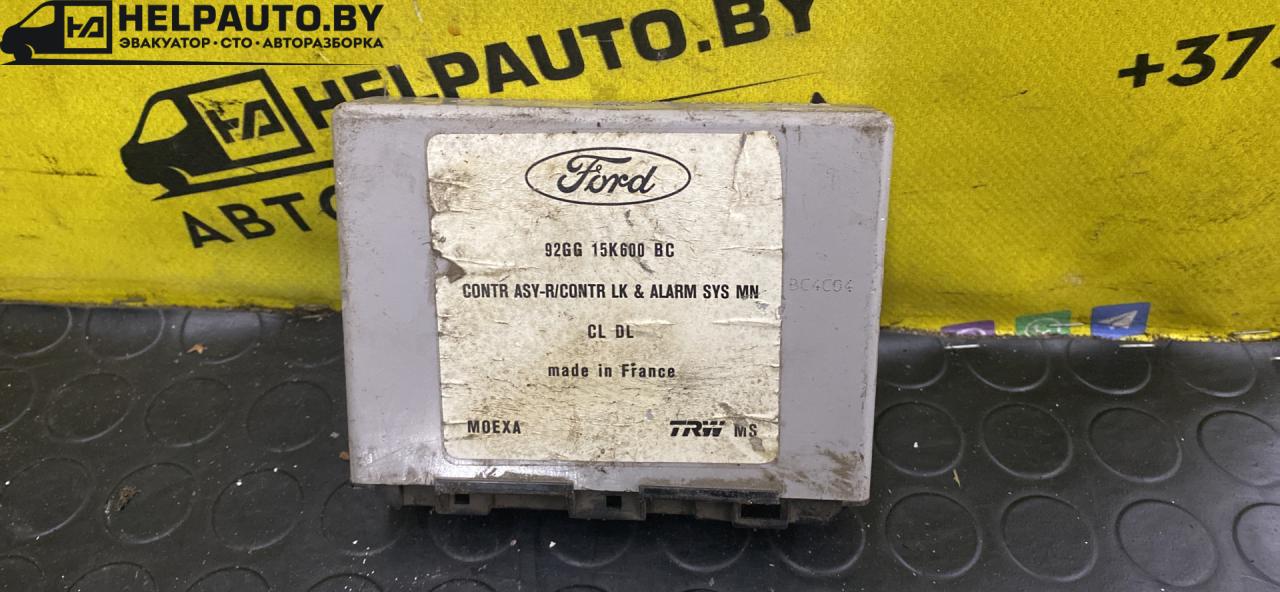 HELPAUTO.BY
ЭВАКУАТОР • СТО • АВТОРАЗБОРКА
HELPAUTO.BY
+373
АВТО
Ford
92GG 15K600 BC
CONTR ASY-R/CONTR LK & ALARM SYS MN
BC4C04
CL DL
made in France
MOEXA
TRW MS